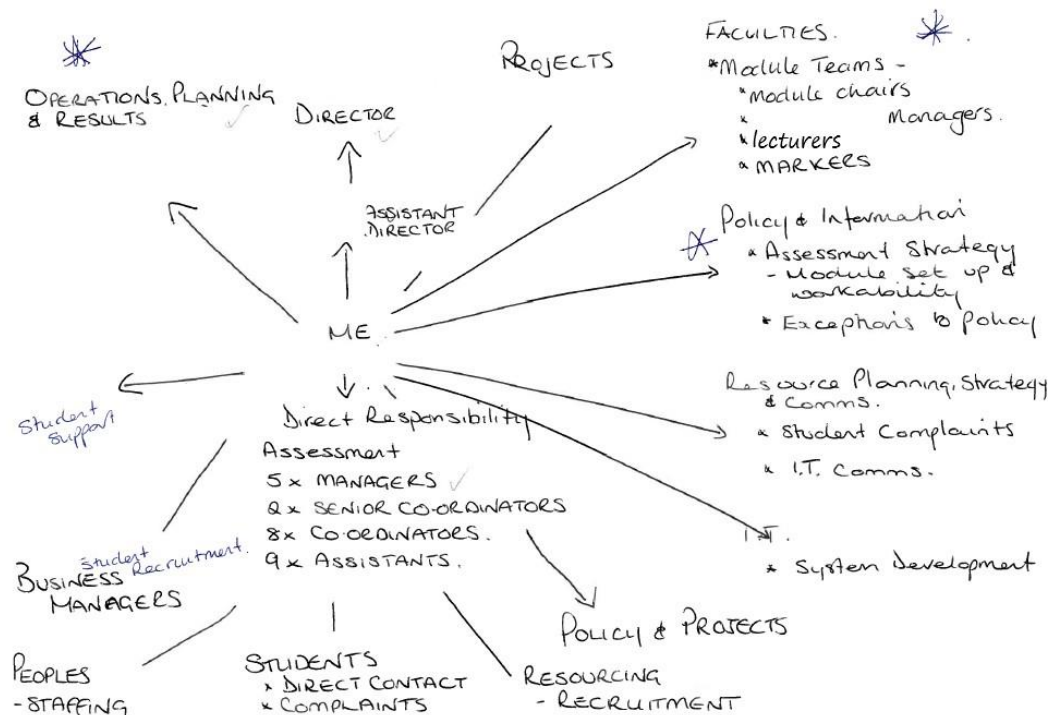 OPERATIONS, PLANNING
& RESULTS
DIRECTOR
ASSISTANT
DIRECTOR
PROJECTS
FACULTIES.
* Module Teams -
* Module chairs
* Managers.
* lecturers
* MARKERS
Policy & Information
* Assessment Strategy
- Module set up &
workability
* Exceptions to Policy
ME
Resource Planning, Strategy
& Comms.
* Student Complaints
* I.T. Comms.
I.T.
* System Development
Student
Support
Direct Responsibility
Assessment
5 x MANAGERS
2 x SENIOR CO-ORDINATORS
8x CO-ORDINATORS.
9 x ASSISTANTS.
Student
Recruitment.
BUSINESS
MANAGERS
POLICY & PROJECTS
PEOPLES
- STAFFING
STUDENTS
* DIRECT CONTACT
* COMPLAINTS
RESOURCING
- RECRUITMENT